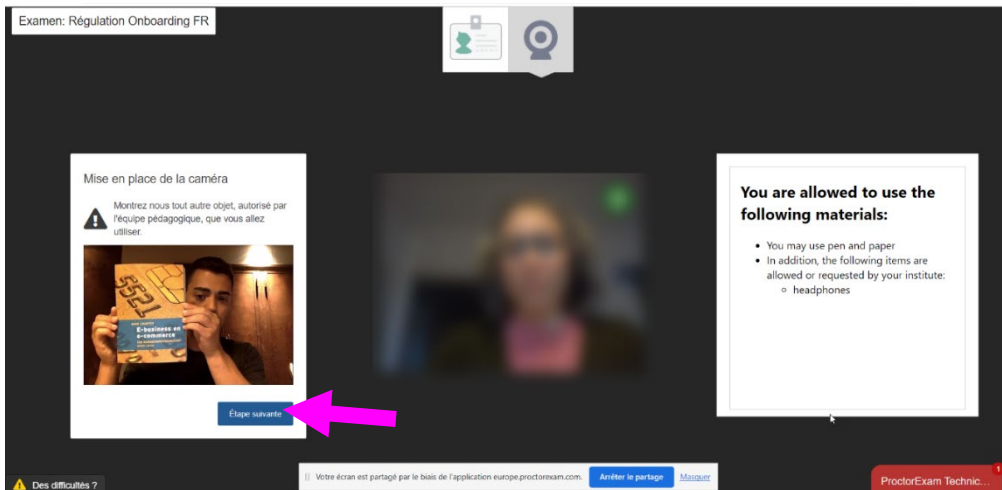 Examen: Régulation Onboarding FR
Mise en place de la caméra
Montrez nous tout autre objet, autorisé par
l'équipe pédagogique, que vous allez
utiliser.
5521
E-business en
e-commerce
Étape suivante
You are allowed to use the
following materials:
You may use pen and paper
In addition, the following items are
allowed or requested by your institute:
headphones
Des difficultés ?
Votre écran est partagé par le biais de l'application europe.proctorexam.com.
Arrêter le partage
Masquer
ProctorExam Technic...
1